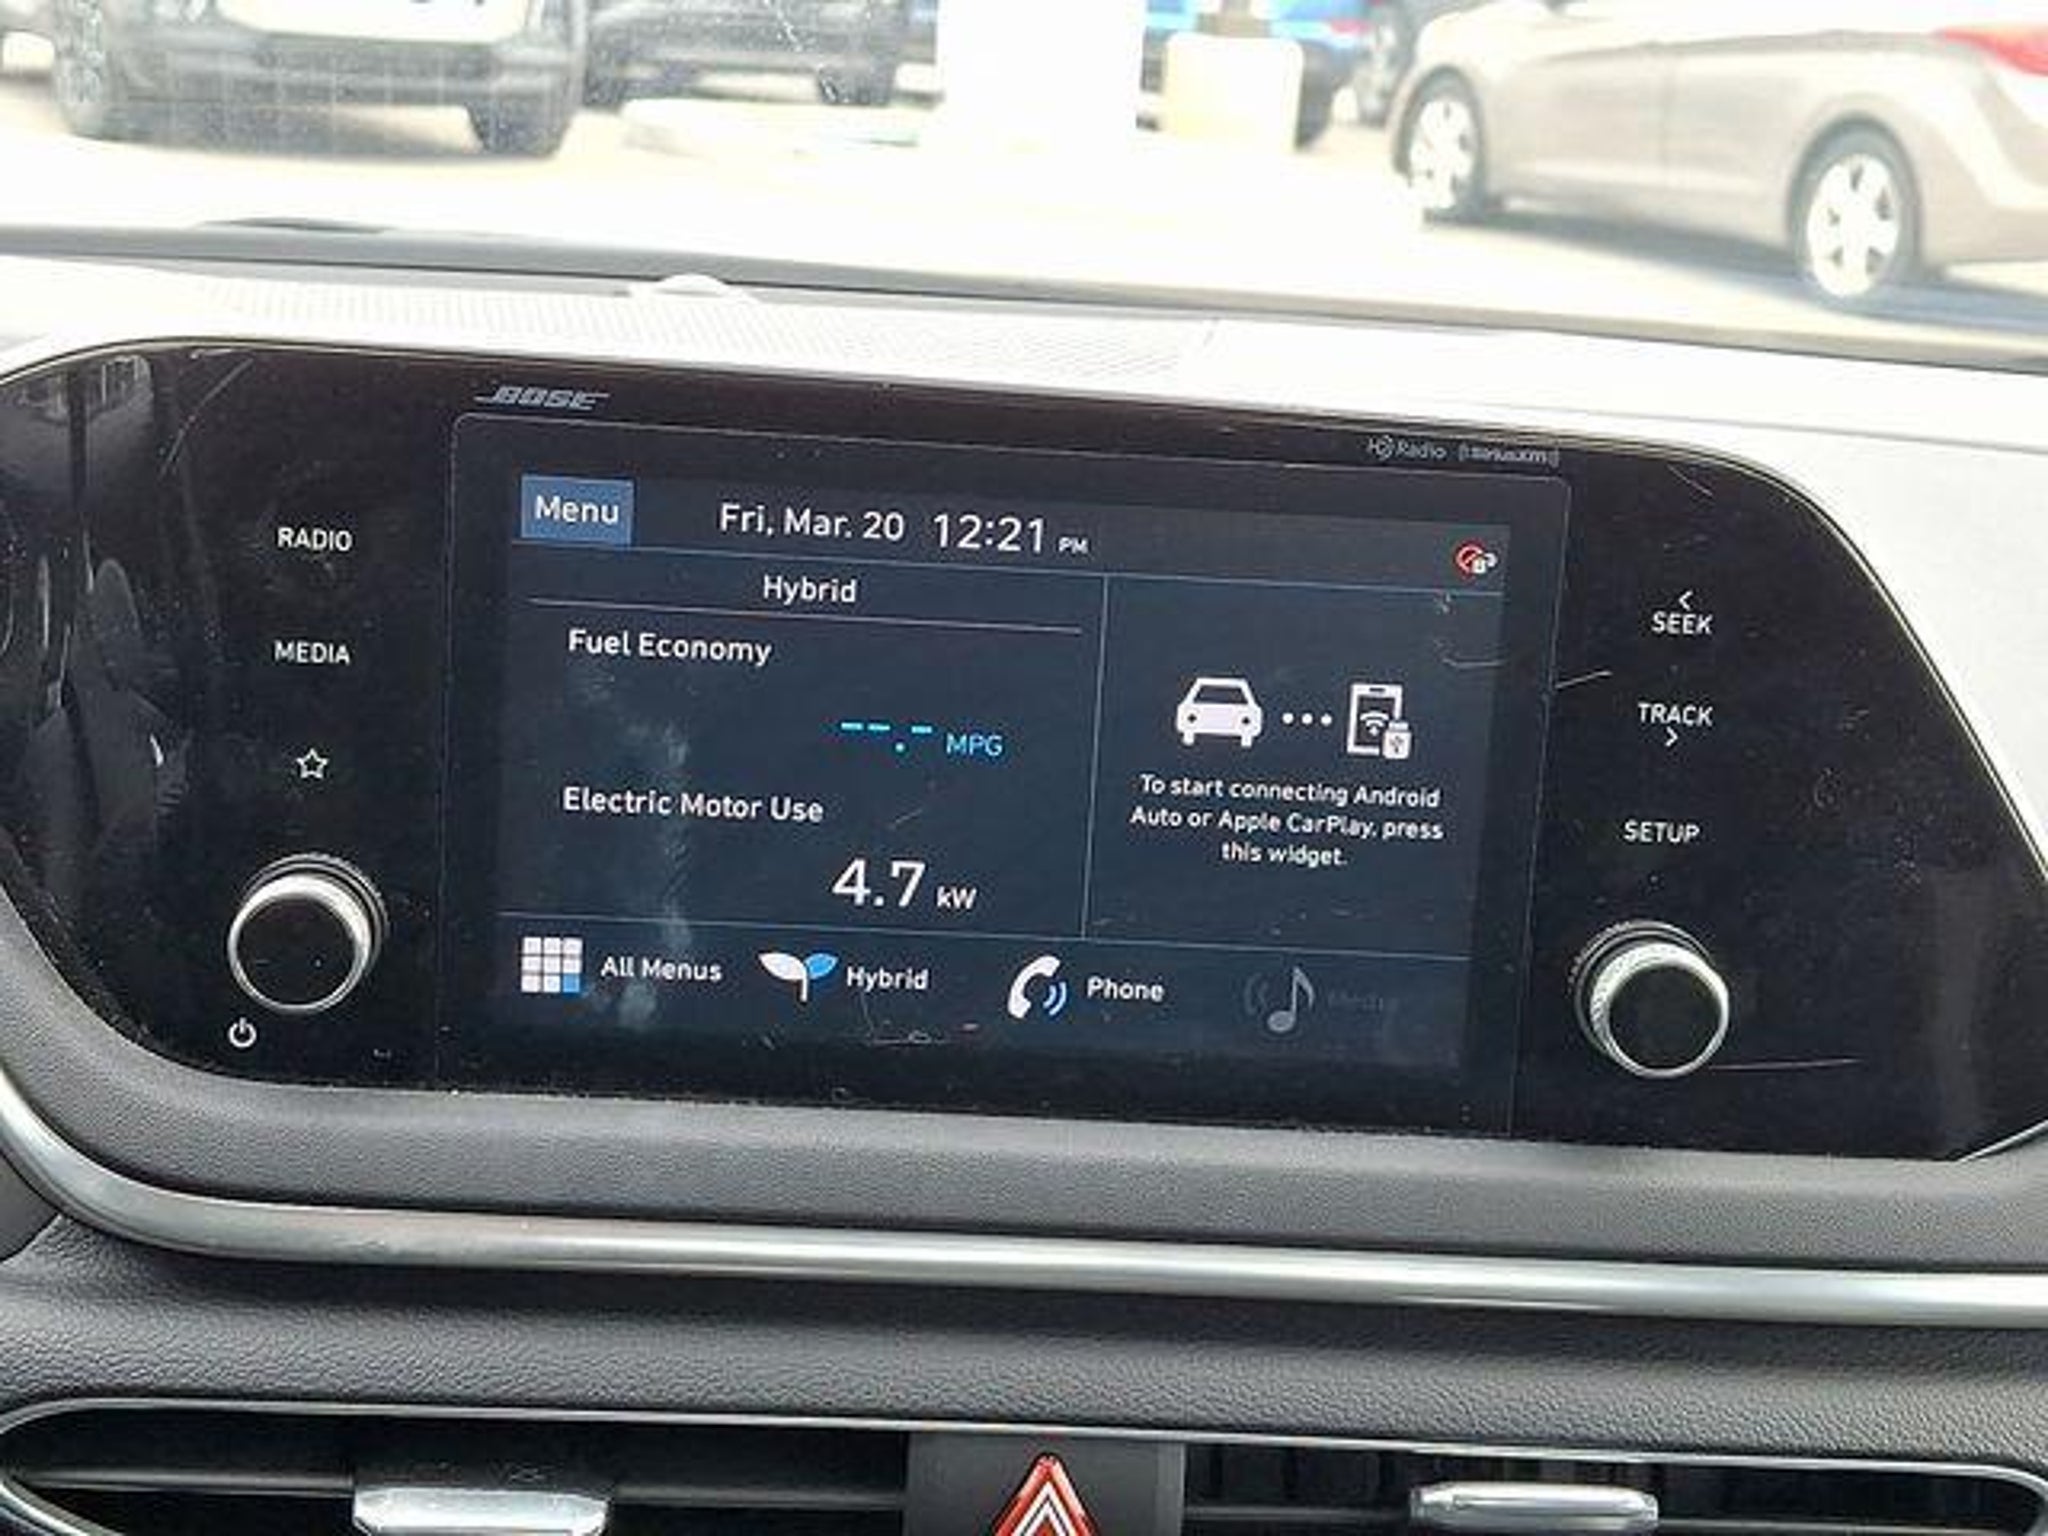 BOSE
HD Radio
((SiriusXM))
RADIO
MEDIA
Menu
Fri, Mar. 20 12:21 PM
Hybrid
Fuel Economy
--.- MPG
Electric Motor Use
4.7 kW
To start connecting Android
Auto or Apple CarPlay, press
this widget.
All Menus
Hybrid
Phone
Media
< SEEK
TRACK >
SETUP